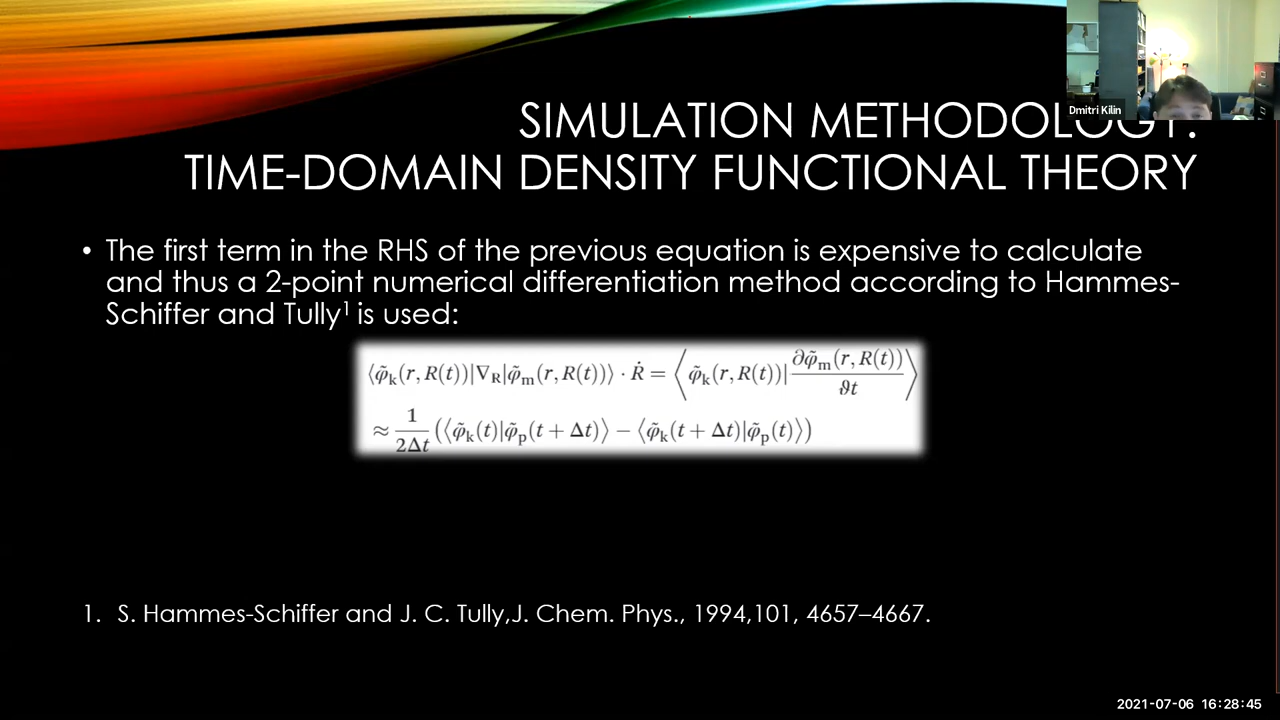 SIMULATION METHODOLOGY:
TIME-DOMAIN DENSITY FUNCTIONAL THEORY
Dmitri Kilin
• The first term in the RHS of the previous equation is expensive to calculate
and thus a 2-point numerical differentiation method according to Hammes-
Schiffer and Tully¹ is used:
⟨φ̃ₖ(r, R(t))|∇_R|φ̃ₘ(r, R(t))⟩ · Ṙ = ⟨φ̃ₖ(r, R(t))| ∂φ̃ₘ(r, R(t)) / ϑt ⟩
≈ 1 / 2Δt (⟨φ̃ₖ(t)|φ̃ₚ(t + Δt)⟩ − ⟨φ̃ₖ(t + Δt)|φ̃ₚ(t)⟩)
1. S. Hammes-Schiffer and J. C. Tully,J. Chem. Phys., 1994,101, 4657–4667.
2021-07-06 16:28:45